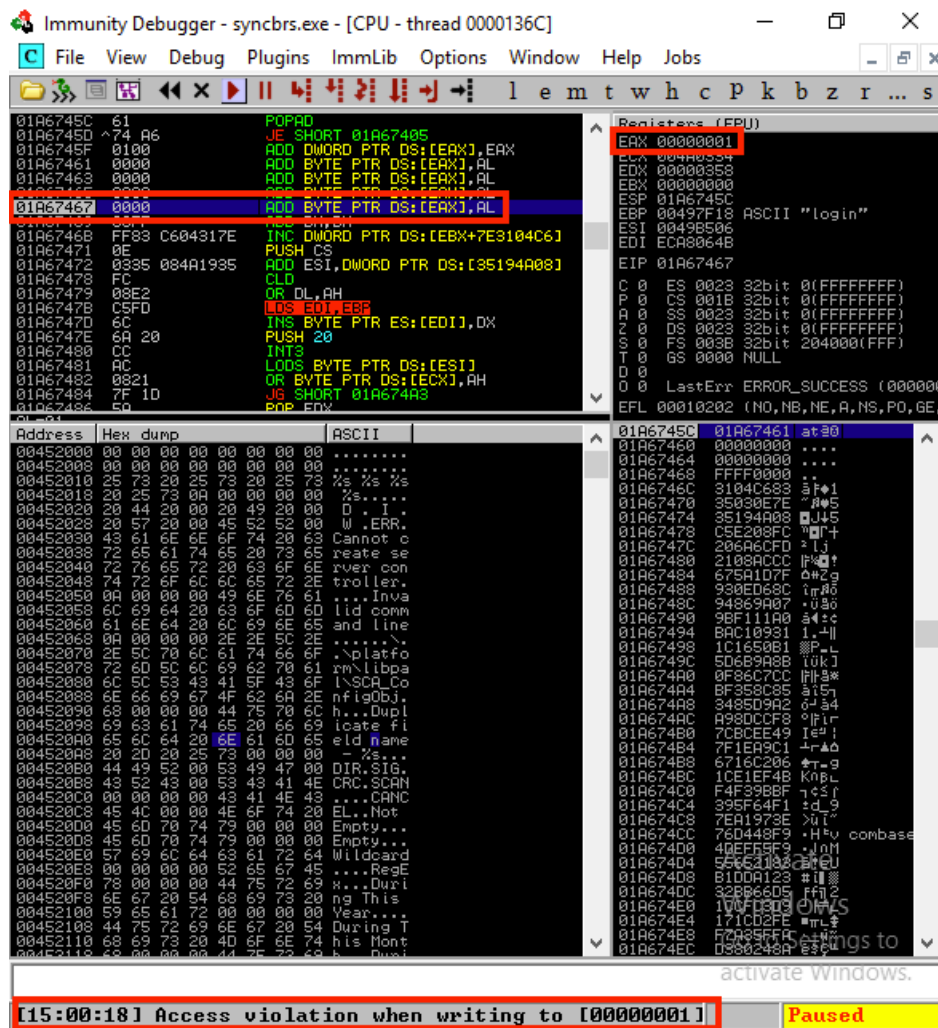 Immunity Debugger - syncbrs.exe - [CPU - thread 0000136C]
C File View Debug Plugins ImmLib Options Window Help Jobs
l e m t w h c P k b z r ... s
01A6745C 61 POPAD
01A6745D ^74 A6 JE SHORT 01A67405
01A6745F 0100 ADD DWORD PTR DS:[EAX],EAX
01A67461 0000 ADD BYTE PTR DS:[EAX],AL
01A67463 0000 ADD BYTE PTR DS:[EAX],AL
01A67467 0000 ADD BYTE PTR DS:[EAX],AL
01A6746B FF83 C604317E INC DWORD PTR DS:[EBX+7E3104C6]
01A67471 0E PUSH CS
01A67472 0335 084A1935 ADD ESI,DWORD PTR DS:[35194A08]
01A67478 FC CLD
01A67479 08E2 OR DL,AH
01A6747B C5FD LDS EDI,EBP
01A6747D 6C INS BYTE PTR ES:[EDI],DX
01A6747E 6A 20 PUSH 20
01A67480 CC INT3
01A67481 AC LODS BYTE PTR DS:[ESI]
01A67482 0821 OR BYTE PTR DS:[ECX],AH
01A67484 7F 1D JG SHORT 01A674A3
01A67486 5A POP EDX
Registers (FPU)
EAX 00000001
ECX 004A0354
EDX 00000358
EBX 00000000
ESP 01A6745C
EBP 00497F18 ASCII "login"
ESI 0049B506
EDI ECA8064B
EIP 01A67467
C 0 ES 0023 32bit 0(FFFFFFFF)
P 0 CS 001B 32bit 0(FFFFFFFF)
A 0 SS 0023 32bit 0(FFFFFFFF)
Z 0 DS 0023 32bit 0(FFFFFFFF)
S 0 FS 003B 32bit 204000(FFF)
T 0 GS 0000 NULL
D 0
O 0 LastErr ERROR_SUCCESS (00000
EFL 00010202 (NO,NB,NE,A,NS,PO,GE,
Address Hex dump ASCII
00452000 00 00 00 00 00 00 00 00 ........
00452008 00 00 00 00 00 00 00 00 ........
00452010 25 73 20 25 73 20 25 73 %s %s %s
00452018 20 25 73 0A 00 00 00 00 %s.....
00452020 20 44 20 00 20 49 20 00 D . I .
00452028 20 57 20 00 45 52 52 00 W .ERR.
00452030 43 61 6E 6E 6F 74 20 63 Cannot c
00452038 72 65 61 74 65 20 73 65 reate se
00452040 72 76 65 72 20 63 6F 6E rver con
00452048 74 72 6F 6C 6C 65 72 2E troller.
00452050 0A 00 00 00 49 6E 76 61 ....Inva
00452058 6C 69 64 20 63 6F 6D 6D lid comm
00452060 61 6E 64 20 6C 69 6E 65 and line
00452068 0A 00 00 00 2E 2E 5C 2E ......\.
00452070 2E 5C 70 6C 61 74 66 6F .\platfo
00452078 72 6D 5C 6C 69 62 70 61 rm\libpa
00452080 6C 5C 53 43 41 5F 43 6F l\SCA_Co
00452088 6E 66 69 67 4F 62 6A 2E nfigObj.
00452090 68 00 00 00 44 75 70 6C h...Dupl
00452098 69 63 61 74 65 20 66 69 icate fi
004520A0 65 6C 64 20 6E 61 6D 65 eld name
004520A8 20 2D 20 25 73 00 00 00 - %s...
004520B0 44 49 52 00 53 49 47 00 DIR.SIG.
004520B8 43 52 43 00 53 43 41 4E CRC.SCAN
004520C0 00 00 00 00 43 41 4E 43 ....CANC
004520C8 45 4C 00 00 4E 6F 74 20 EL..Not
004520D0 45 6D 70 74 79 00 00 00 Empty...
004520D8 45 6D 70 74 79 00 00 00 Empty...
004520E0 57 69 6C 64 63 61 72 64 Wildcard
004520E8 00 00 00 00 52 65 67 45 ....RegE
004520F0 78 00 00 00 44 75 72 69 x...Duri
004520F8 6E 67 20 54 68 69 73 20 ng This
00452100 59 65 61 72 00 00 00 00 Year....
00452108 44 75 72 69 6E 67 20 54 During T
00452110 68 69 73 20 4D 6F 6E 74 his Mont
01A6745C 01A67461
01A67460 00000000 ....
01A67464 00000000 ....
01A67468 FFFF0000
01A6746C 3104C683
01A67470 35030E7E
01A67474 35194A08
01A67478 C5E208FC
01A6747C 206A6CFD
01A67480 2108ACCC
01A67484 675A1D7F
01A67488 930ED68C
01A6748C 94869A07
01A67490 9BF111A0
01A67494 BAC10931
01A67498 1C1650B1
01A6749C 5D6B9A8B
01A674A0 0F86C7CC
01A674A4 BF358C85
01A674A8 3485D9A2
01A674AC A98DCCF8
01A674B0 7CBCEE49
01A674B4 7F1EA9C1
01A674B8 6716C206
01A674BC 1CE1EF4B
01A674C0 F4F39BBF
01A674C4 395F64F1
01A674C8 7EA1973E
01A674CC 76D448F9 combase
01A674D0 4DEFF5F9
01A674D4
01A674D8 B1DDA123
01A674DC 32BB66D5
01A674E0
01A674E4 171CD2FE
01A674E8
01A674EC
Activate Windows
Settings to
activate Windows.
[15:00:18] Access violation when writing to [00000001]
Paused